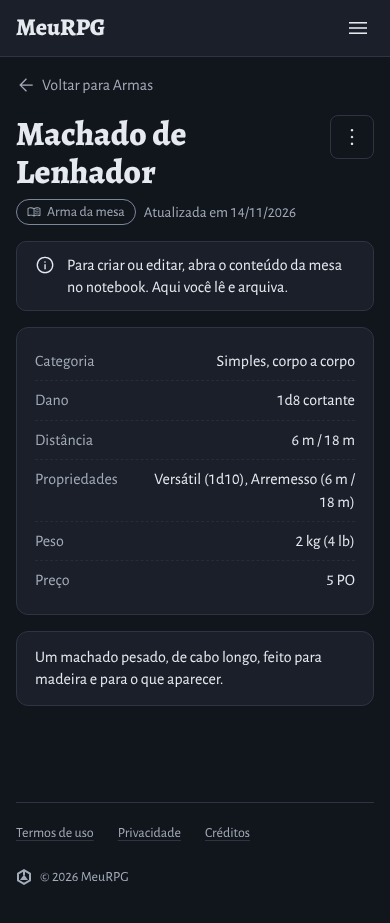 MeuRPG
Voltar para Armas
Machado de
Lenhador
Arma da mesa
Atualizada em 14/11/2026
Para criar ou editar, abra o conteúdo da mesa
no notebook. Aqui você lê e arquiva.
Categoria
Simples, corpo a corpo
Dano
1d8 cortante
Distância
6 m / 18 m
Propriedades
Versátil (1d10), Arremesso (6 m /
18 m)
Peso
2 kg (4 lb)
Preço
5 PO
Um machado pesado, de cabo longo, feito para
madeira e para o que aparecer.
Termos de uso
Privacidade
Créditos
© 2026 MeuRPG